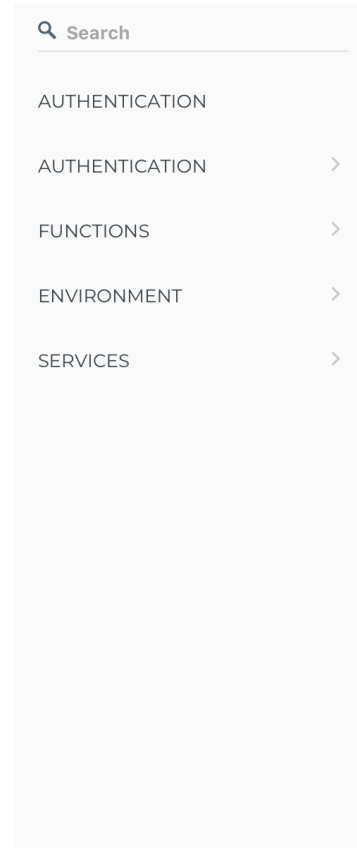 Search
AUTHENTICATION
AUTHENTICATION
FUNCTIONS
ENVIRONMENT
SERVICES